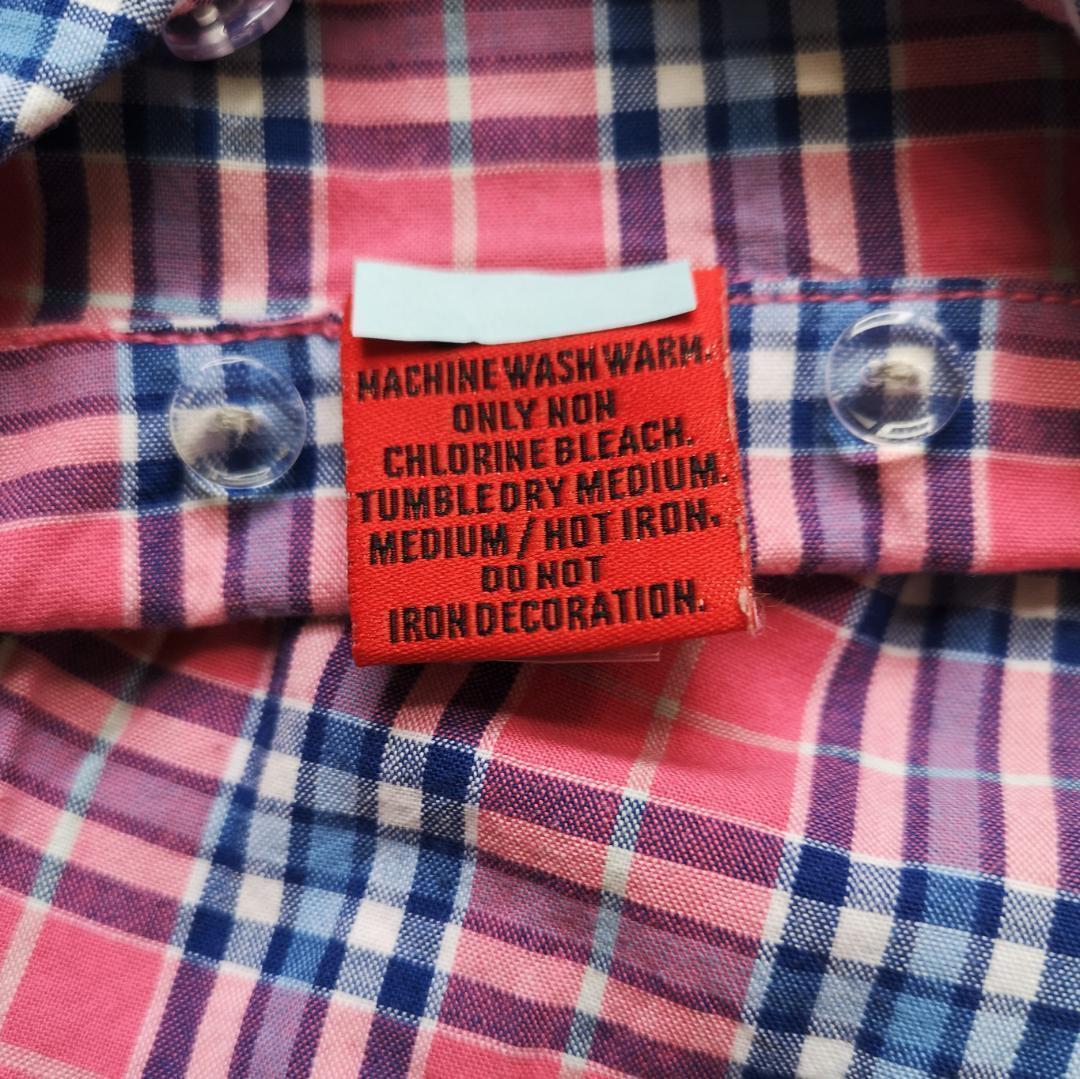 MACHINE WASH WARM.
ONLY NON
CHLORINE BLEACH.
TUMBLE DRY MEDIUM.
MEDIUM / HOT IRON.
DO NOT
IRON DECORATION.